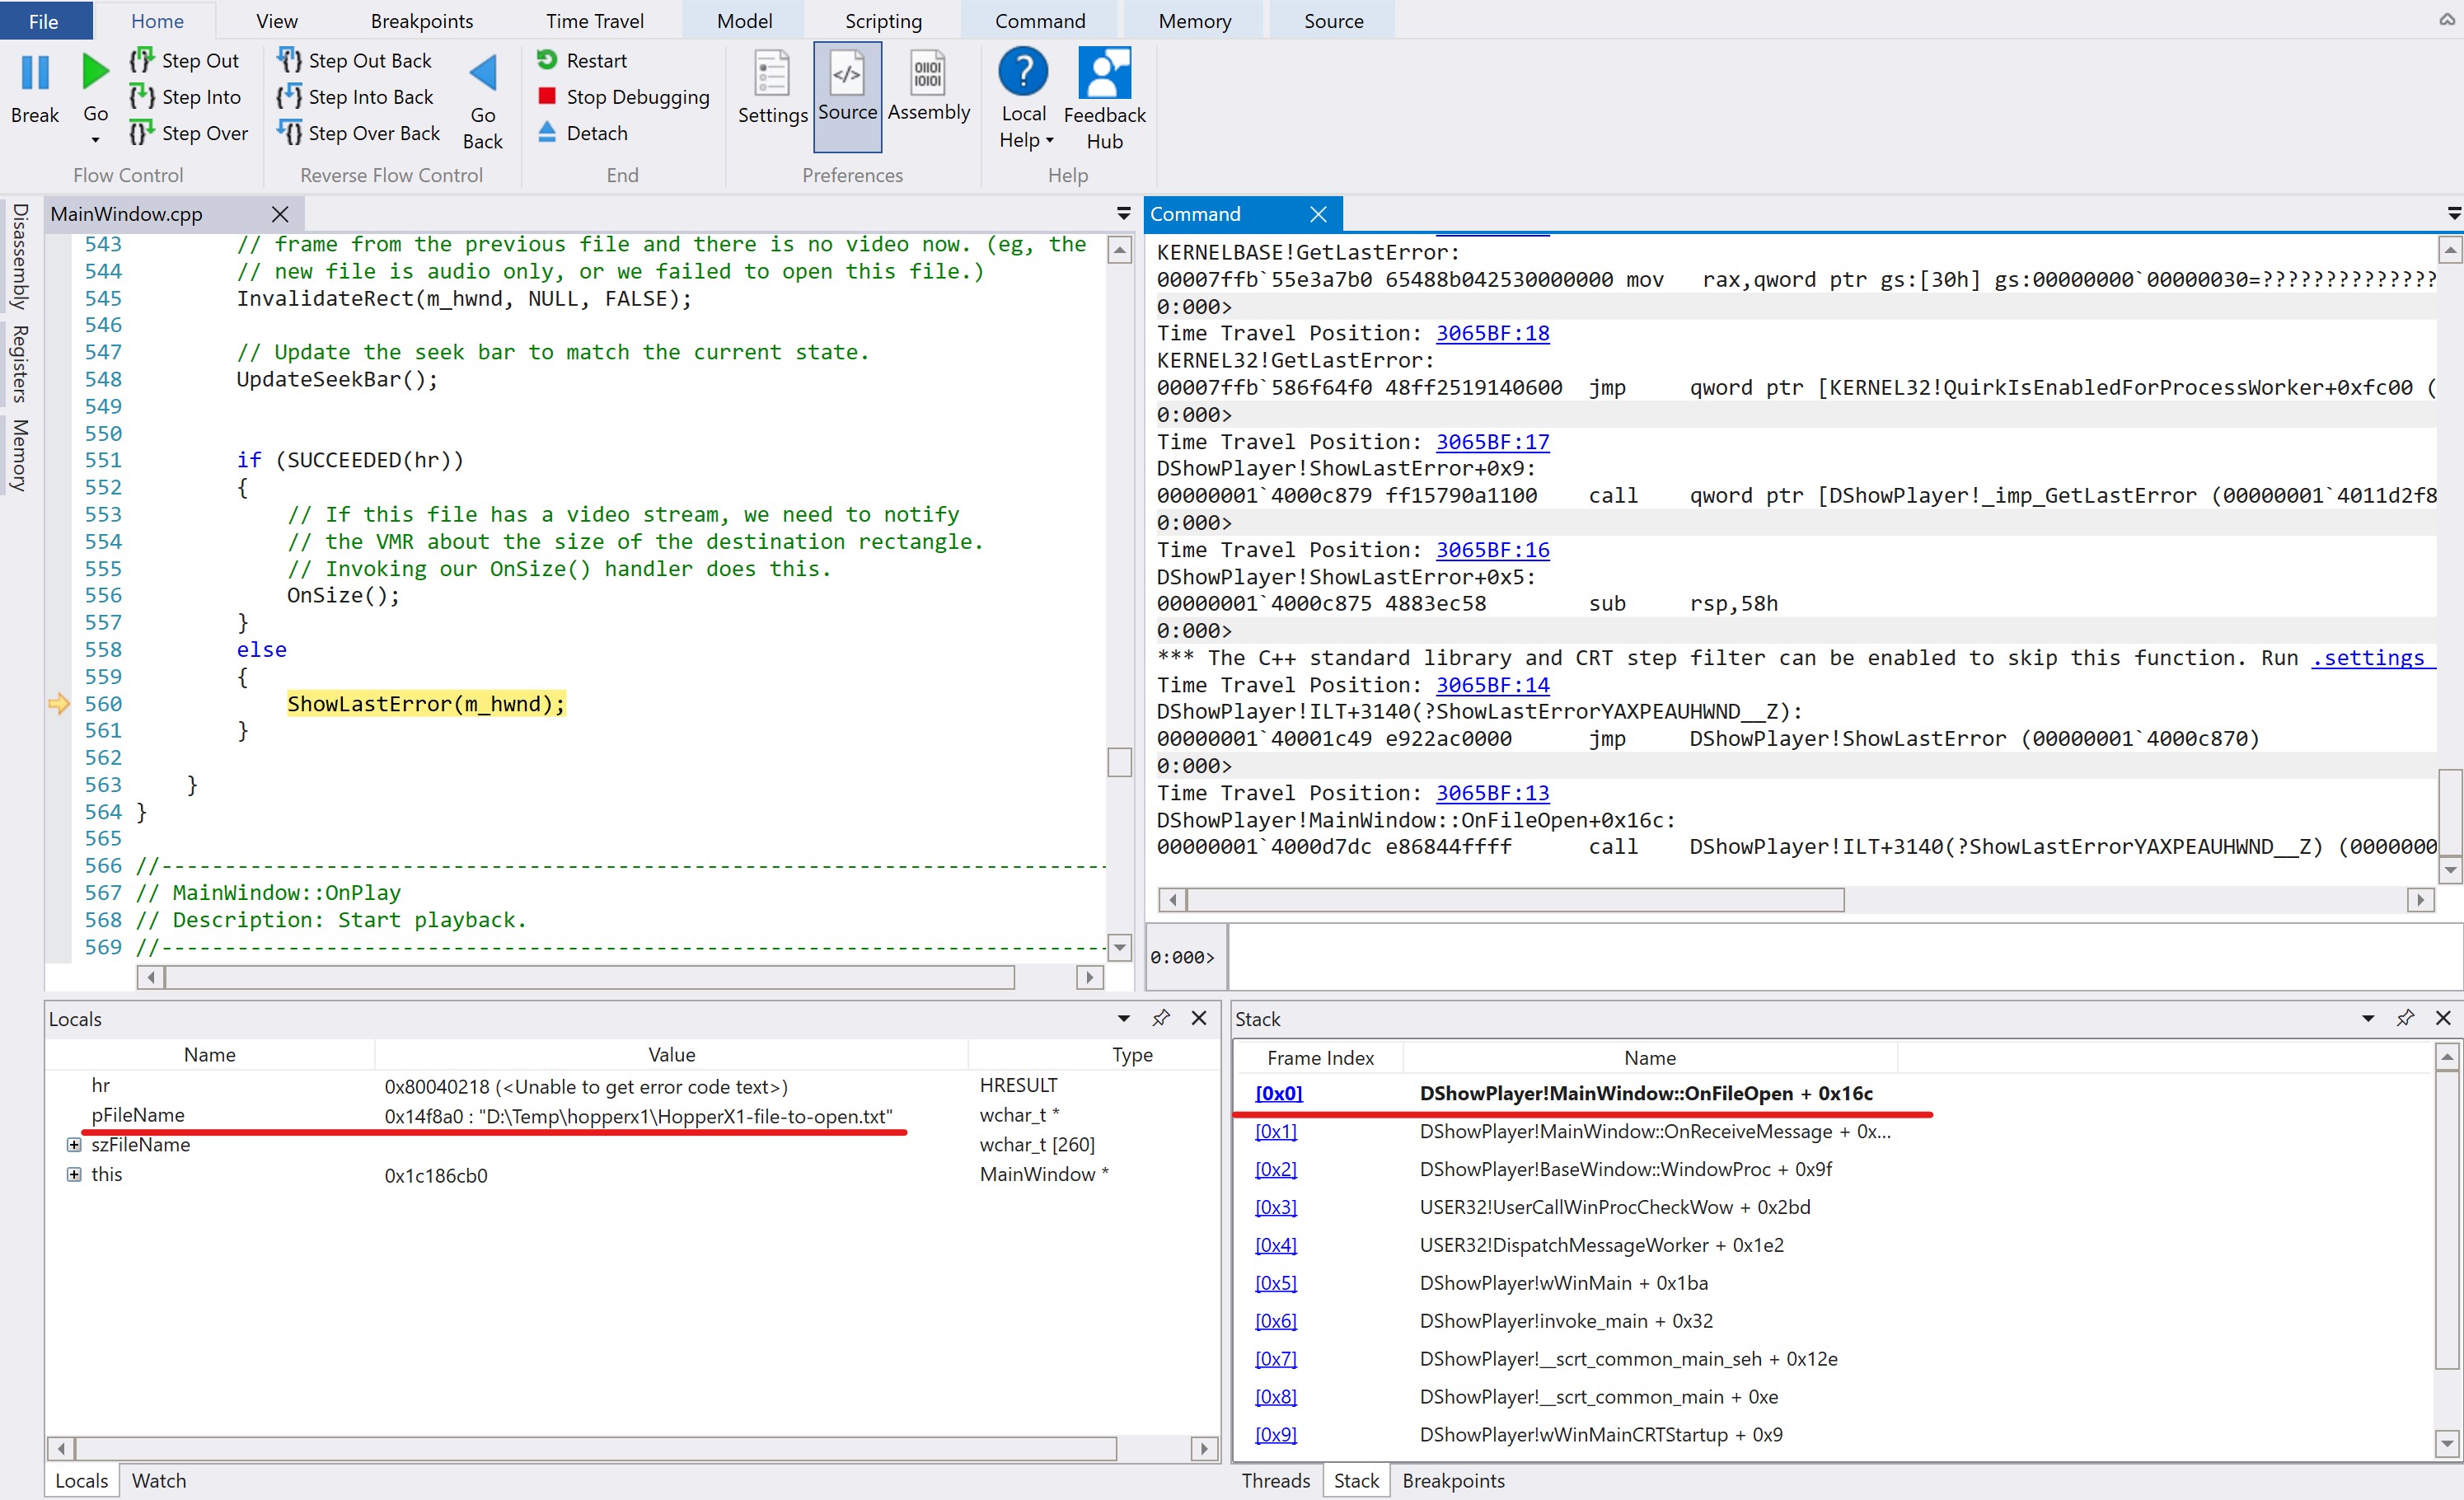 File Home View Breakpoints Time Travel Model Scripting Command Memory Source
Break
Go
Step Out
Step Into
Step Over
Flow Control
Step Out Back
Step Into Back
Step Over Back
Go
Back
Reverse Flow Control
Restart
Stop Debugging
Detach
End
Settings
Source
Assembly
Preferences
Local
Help
Feedback
Hub
Help
Disassembly
Registers
Memory
MainWindow.cpp
543 // frame from the previous file and there is no video now. (eg, the
544 // new file is audio only, or we failed to open this file.)
545 InvalidateRect(m_hwnd, NULL, FALSE);
546
547 // Update the seek bar to match the current state.
548 UpdateSeekBar();
549
550
551 if (SUCCEEDED(hr))
552 {
553 // If this file has a video stream, we need to notify
554 // the VMR about the size of the destination rectangle.
555 // Invoking our OnSize() handler does this.
556 OnSize();
557 }
558 else
559 {
560 ShowLastError(m_hwnd);
561 }
562
563 }
564 }
565
566 //---------------------------------------------------------------------------
567 // MainWindow::OnPlay
568 // Description: Start playback.
569 //---------------------------------------------------------------------------
Command
KERNELBASE!GetLastError:
00007ffb`55e3a7b0 65488b042530000000 mov rax,qword ptr gs:[30h] gs:00000000`00000030=??????????????
0:000>
Time Travel Position: 3065BF:18
KERNEL32!GetLastError:
00007ffb`586f64f0 48ff2519140600 jmp qword ptr [KERNEL32!QuirkIsEnabledForProcessWorker+0xfc00 (
0:000>
Time Travel Position: 3065BF:17
DShowPlayer!ShowLastError+0x9:
00000001`4000c879 ff15790a1100 call qword ptr [DShowPlayer!_imp_GetLastError (00000001`4011d2f8
0:000>
Time Travel Position: 3065BF:16
DShowPlayer!ShowLastError+0x5:
00000001`4000c875 4883ec58 sub rsp,58h
0:000>
*** The C++ standard library and CRT step filter can be enabled to skip this function. Run .settings
Time Travel Position: 3065BF:14
DShowPlayer!ILT+3140(?ShowLastErrorYAXPEAUHWND__Z):
00000001`40001c49 e922ac0000 jmp DShowPlayer!ShowLastError (00000001`4000c870)
0:000>
Time Travel Position: 3065BF:13
DShowPlayer!MainWindow::OnFileOpen+0x16c:
00000001`4000d7dc e86844ffff call DShowPlayer!ILT+3140(?ShowLastErrorYAXPEAUHWND__Z) (0000000
0:000>
Locals
Name Value Type
hr 0x80040218 (<Unable to get error code text>) HRESULT
pFileName 0x14f8a0 : "D:\Temp\hopperx1\HopperX1-file-to-open.txt" wchar_t *
szFileName wchar_t [260]
this 0x1c186cb0 MainWindow *
Locals Watch
Stack
Frame Index Name
[0x0] DShowPlayer!MainWindow::OnFileOpen + 0x16c
[0x1] DShowPlayer!MainWindow::OnReceiveMessage + 0x...
[0x2] DShowPlayer!BaseWindow::WindowProc + 0x9f
[0x3] USER32!UserCallWinProcCheckWow + 0x2bd
[0x4] USER32!DispatchMessageWorker + 0x1e2
[0x5] DShowPlayer!wWinMain + 0x1ba
[0x6] DShowPlayer!invoke_main + 0x32
[0x7] DShowPlayer!__scrt_common_main_seh + 0x12e
[0x8] DShowPlayer!__scrt_common_main + 0xe
[0x9] DShowPlayer!wWinMainCRTStartup + 0x9
Threads Stack Breakpoints